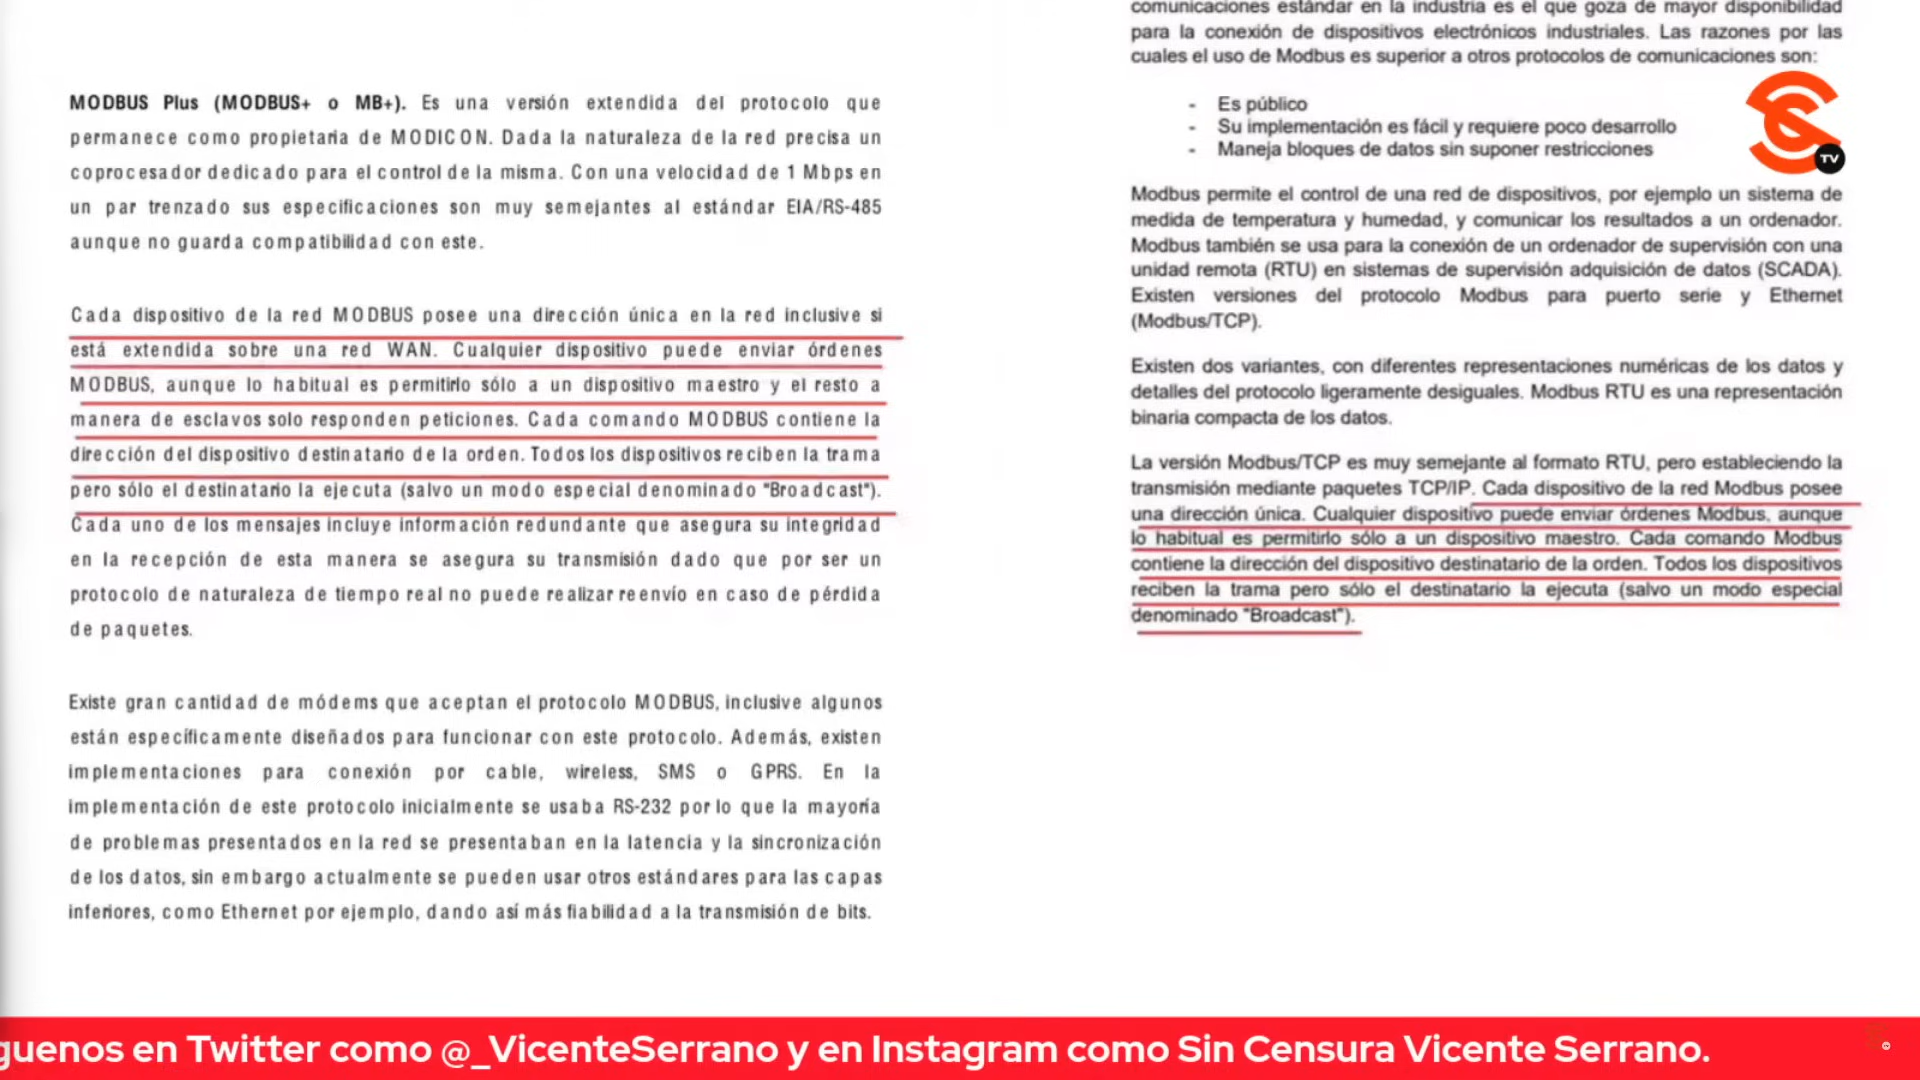 MODBUS Plus (MODBUS+ o MB+). Es una versión extendida del protocolo que
permanece como propietaria de MODICON. Dada la naturaleza de la red precisa un
coprocesador dedicado para el control de la misma. Con una velocidad de 1 Mbps en
un par trenzado sus especificaciones son muy semejantes al estándar EIA/RS-485
aunque no guarda compatibilidad con este.
Cada dispositivo de la red MODBUS posee una dirección única en la red inclusive si
está extendida sobre una red WAN. Cualquier dispositivo puede enviar órdenes
MODBUS, aunque lo habitual es permitirlo sólo a un dispositivo maestro y el resto a
manera de esclavos solo responden peticiones. Cada comando MODBUS contiene la
dirección del dispositivo destinatario de la orden. Todos los dispositivos reciben la trama
pero sólo el destinatario la ejecuta (salvo un modo especial denominado "Broadcast").
Cada uno de los mensajes incluye información redundante que asegura su integridad
en la recepción de esta manera se asegura su transmisión dado que por ser un
protocolo de naturaleza de tiempo real no puede realizar reenvío en caso de pérdida
de paquetes.
Existe gran cantidad de módems que aceptan el protocolo MODBUS, inclusive algunos
están específicamente diseñados para funcionar con este protocolo. Además, existen
implementaciones para conexión por cable, wireless, SMS o GPRS. En la
implementación de este protocolo inicialmente se usaba RS-232 por lo que la mayoría
de problemas presentados en la red se presentaban en la latencia y la sincronización
de los datos, sin embargo actualmente se pueden usar otros estándares para las capas
inferiores, como Ethernet por ejemplo, dando así más fiabilidad a la transmisión de bits.
comunicaciones estándar en la industria es el que goza de mayor disponibilidad
para la conexión de dispositivos electrónicos industriales. Las razones por las
cuales el uso de Modbus es superior a otros protocolos de comunicaciones son:
- Es público
- Su implementación es fácil y requiere poco desarrollo
- Maneja bloques de datos sin suponer restricciones
Modbus permite el control de una red de dispositivos, por ejemplo un sistema de
medida de temperatura y humedad, y comunicar los resultados a un ordenador.
Modbus también se usa para la conexión de un ordenador de supervisión con una
unidad remota (RTU) en sistemas de supervisión adquisición de datos (SCADA).
Existen versiones del protocolo Modbus para puerto serie y Ethernet
(Modbus/TCP).
Existen dos variantes, con diferentes representaciones numéricas de los datos y
detalles del protocolo ligeramente desiguales. Modbus RTU es una representación
binaria compacta de los datos.
La versión Modbus/TCP es muy semejante al formato RTU, pero estableciendo la
transmisión mediante paquetes TCP/IP. Cada dispositivo de la red Modbus posee
una dirección única. Cualquier dispositivo puede enviar órdenes Modbus, aunque
lo habitual es permitirlo sólo a un dispositivo maestro. Cada comando Modbus
contiene la dirección del dispositivo destinatario de la orden. Todos los dispositivos
reciben la trama pero sólo el destinatario la ejecuta (salvo un modo especial
denominado "Broadcast").
TV
guenos en Twitter como @_VicenteSerrano y en Instagram como Sin Censura Vicente Serrano.